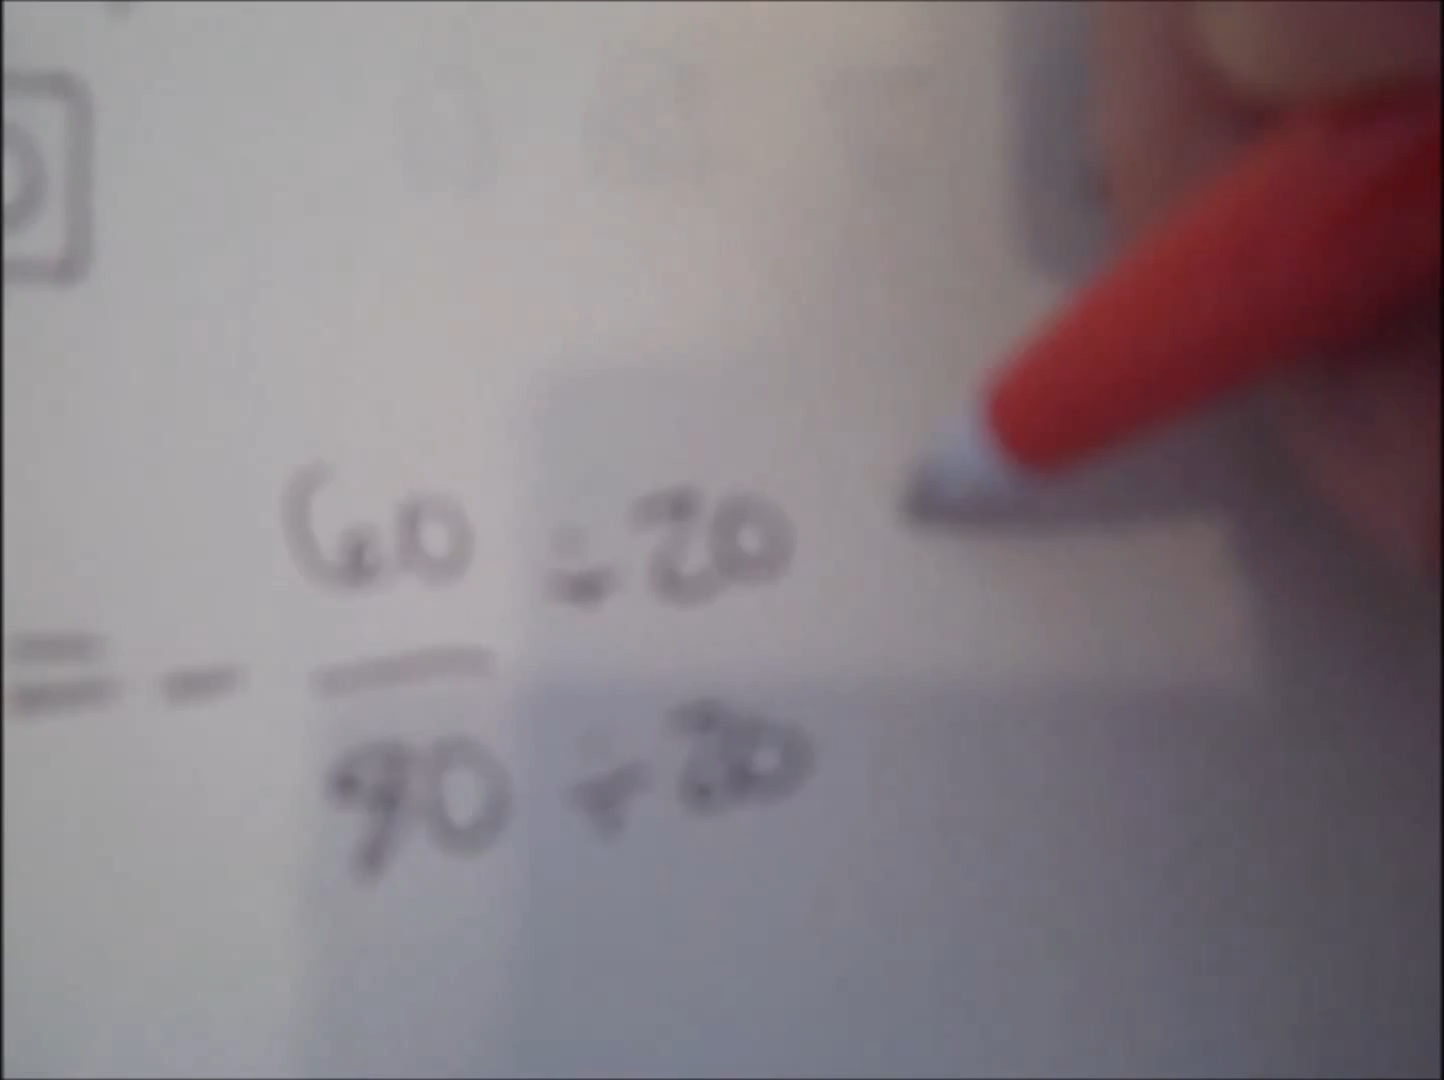 60 ÷ 20
= - —
90 ÷ 20